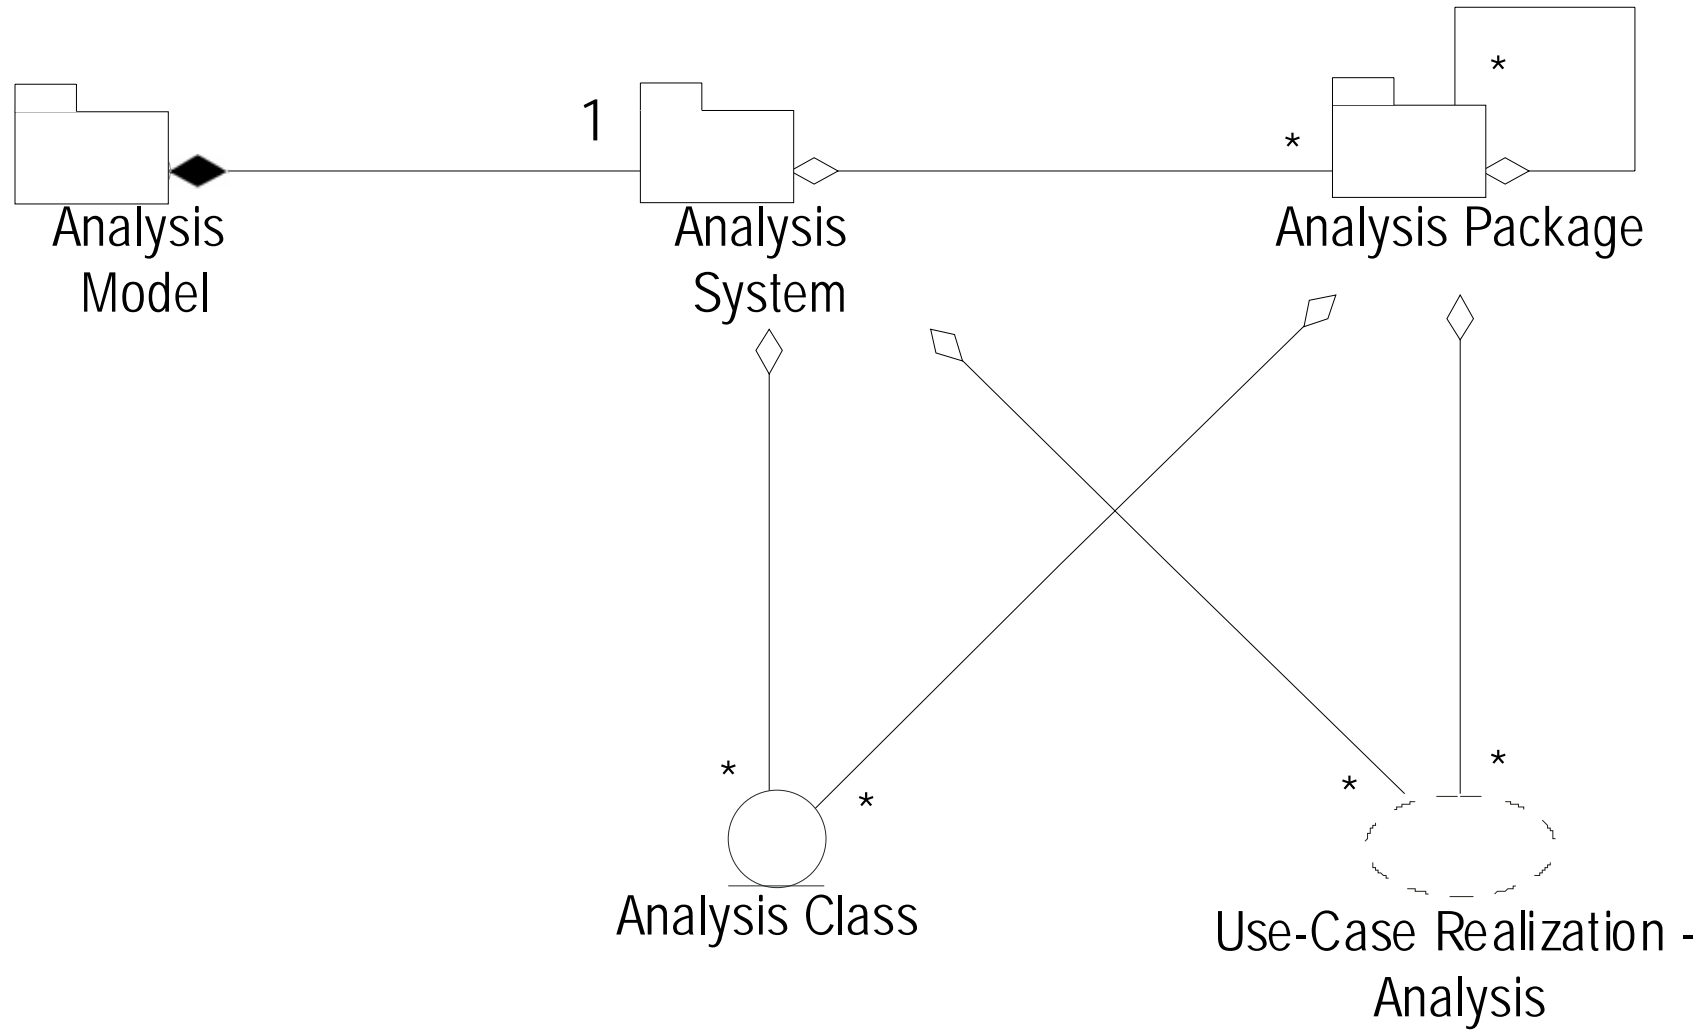 *
1
*
Analysis
Model
Analysis
System
Analysis Package
*
*
*
*
Analysis Class
Use-Case Realization -
Analysis